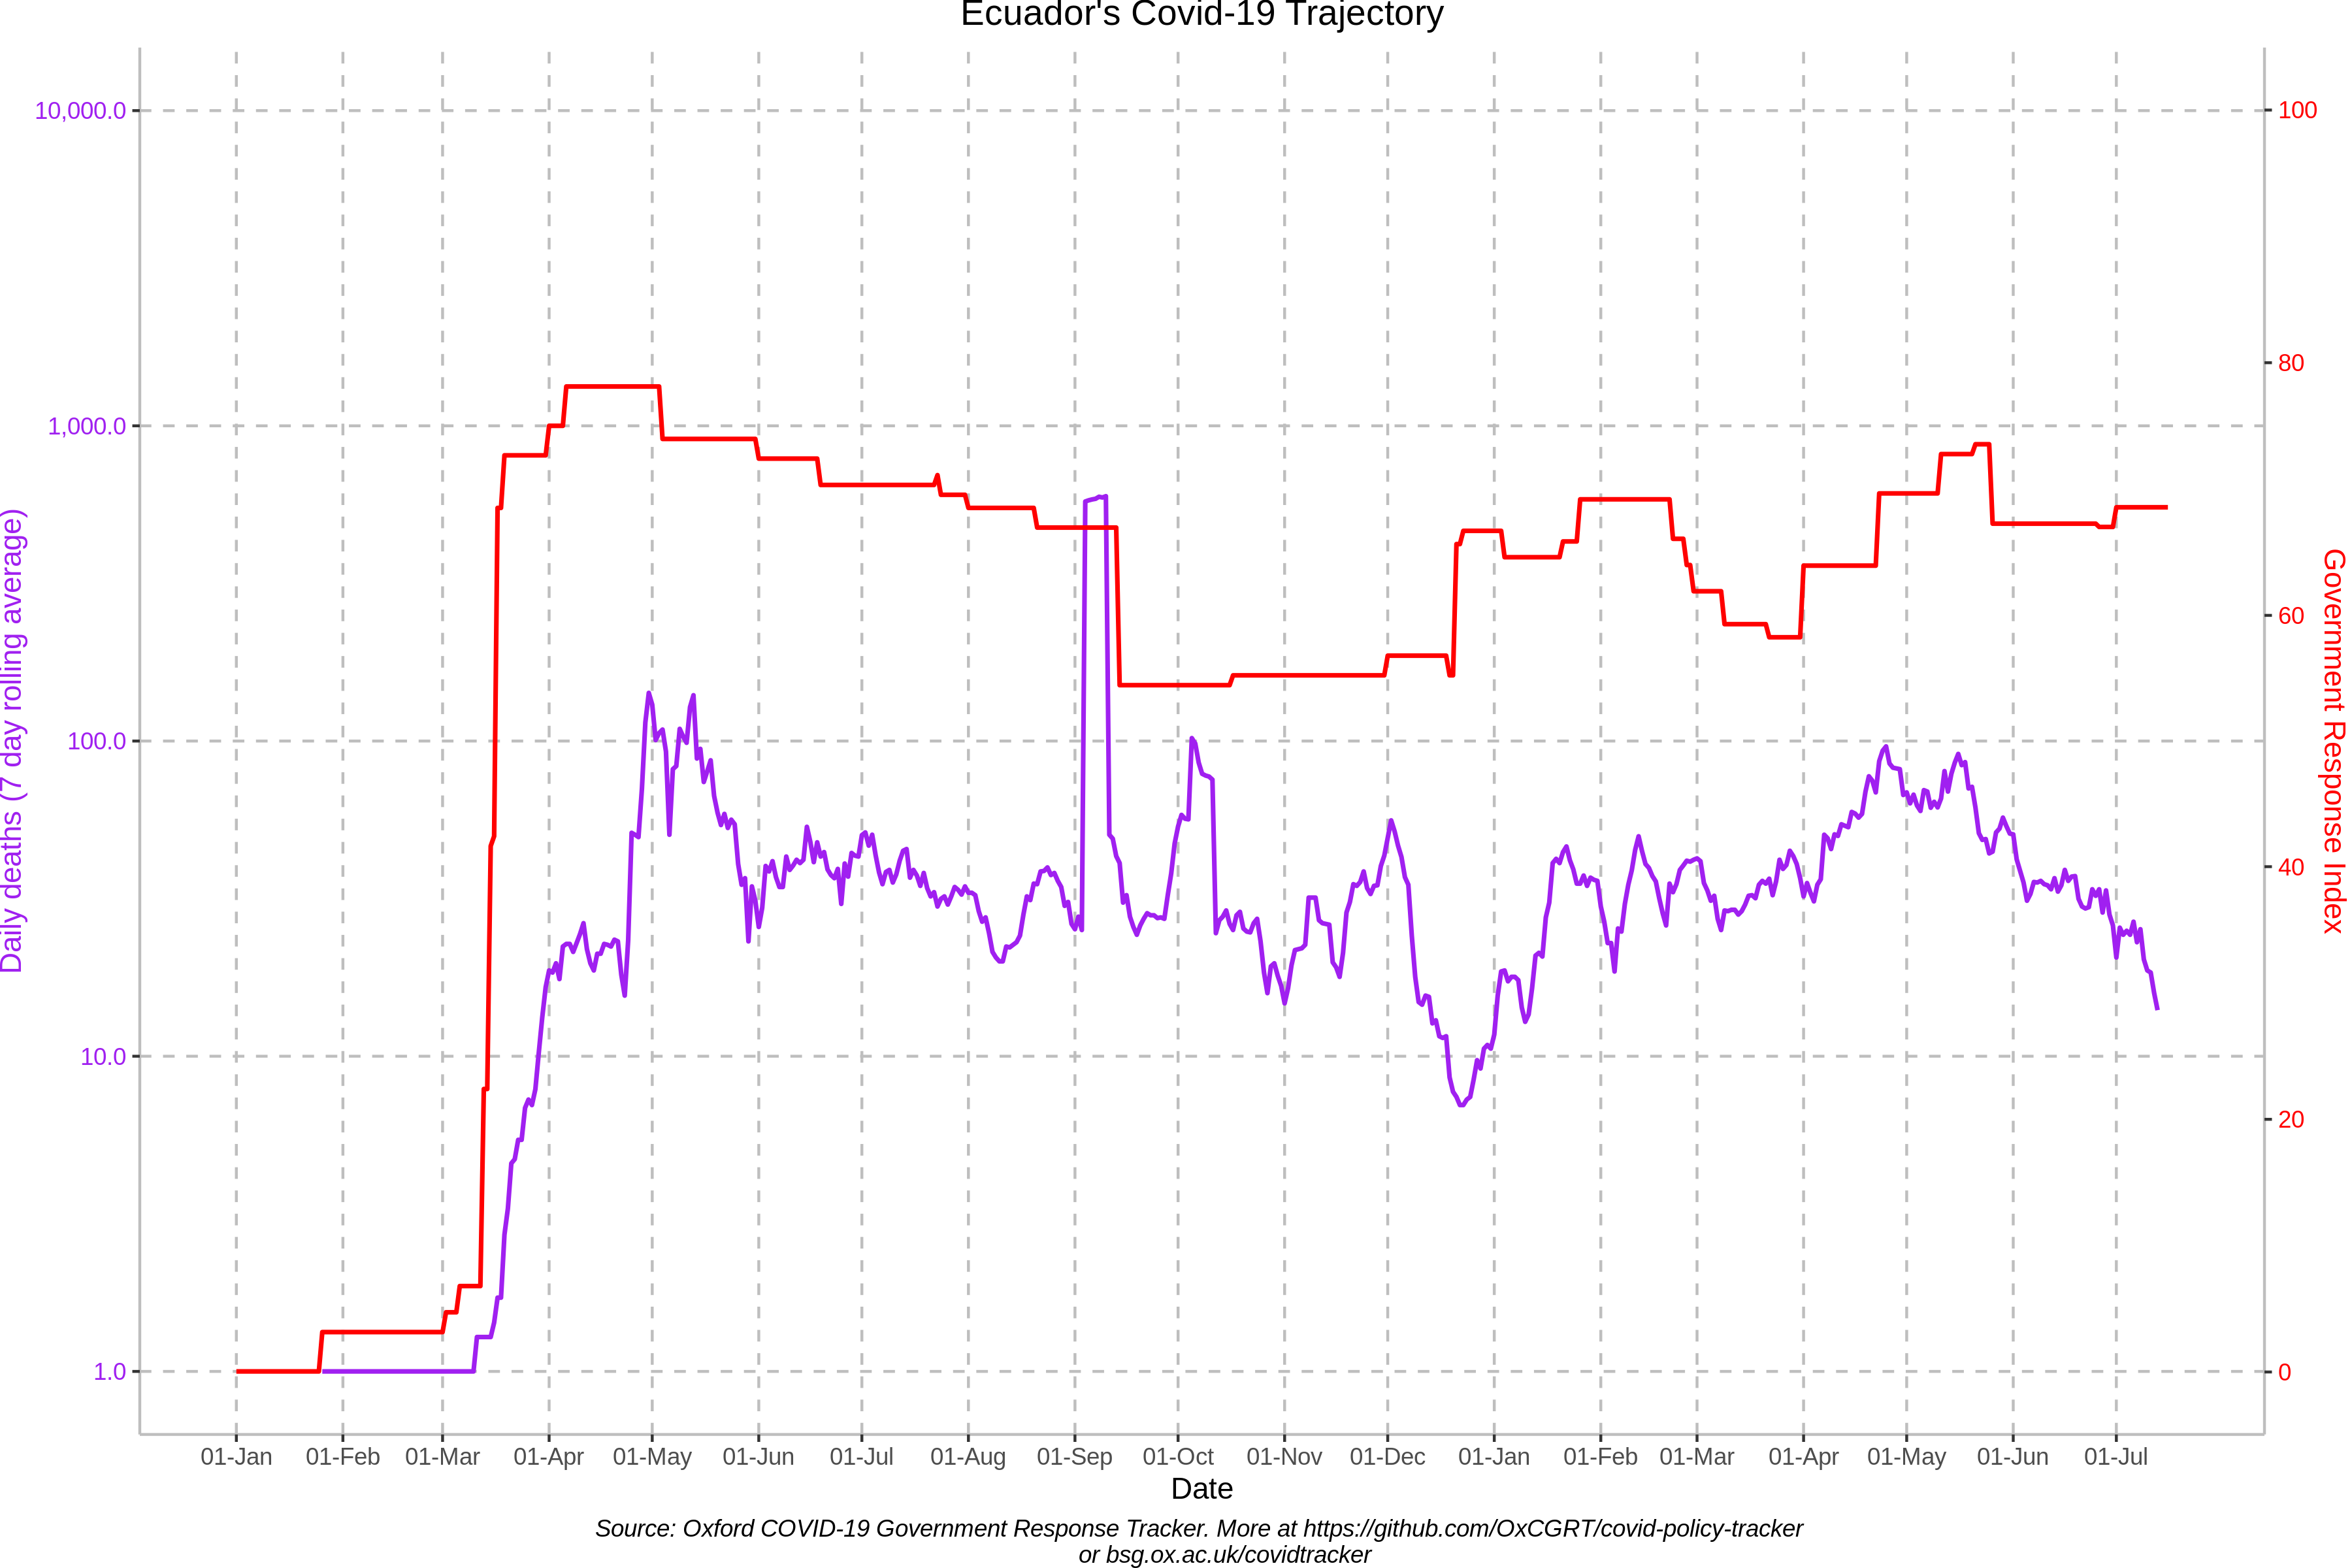 Ecuador's Covid-19 Trajectory
10,000.0
1,000.0
100.0
10.0
1.0
Daily deaths (7 day rolling average)
100
80
60
40
20
0
Government Response Index
01-Jan 01-Feb 01-Mar 01-Apr 01-May 01-Jun 01-Jul 01-Aug 01-Sep 01-Oct 01-Nov 01-Dec 01-Jan 01-Feb 01-Mar 01-Apr 01-May 01-Jun 01-Jul
Date
Source: Oxford COVID-19 Government Response Tracker. More at https://github.com/OxCGRT/covid-policy-tracker
or bsg.ox.ac.uk/covidtracker